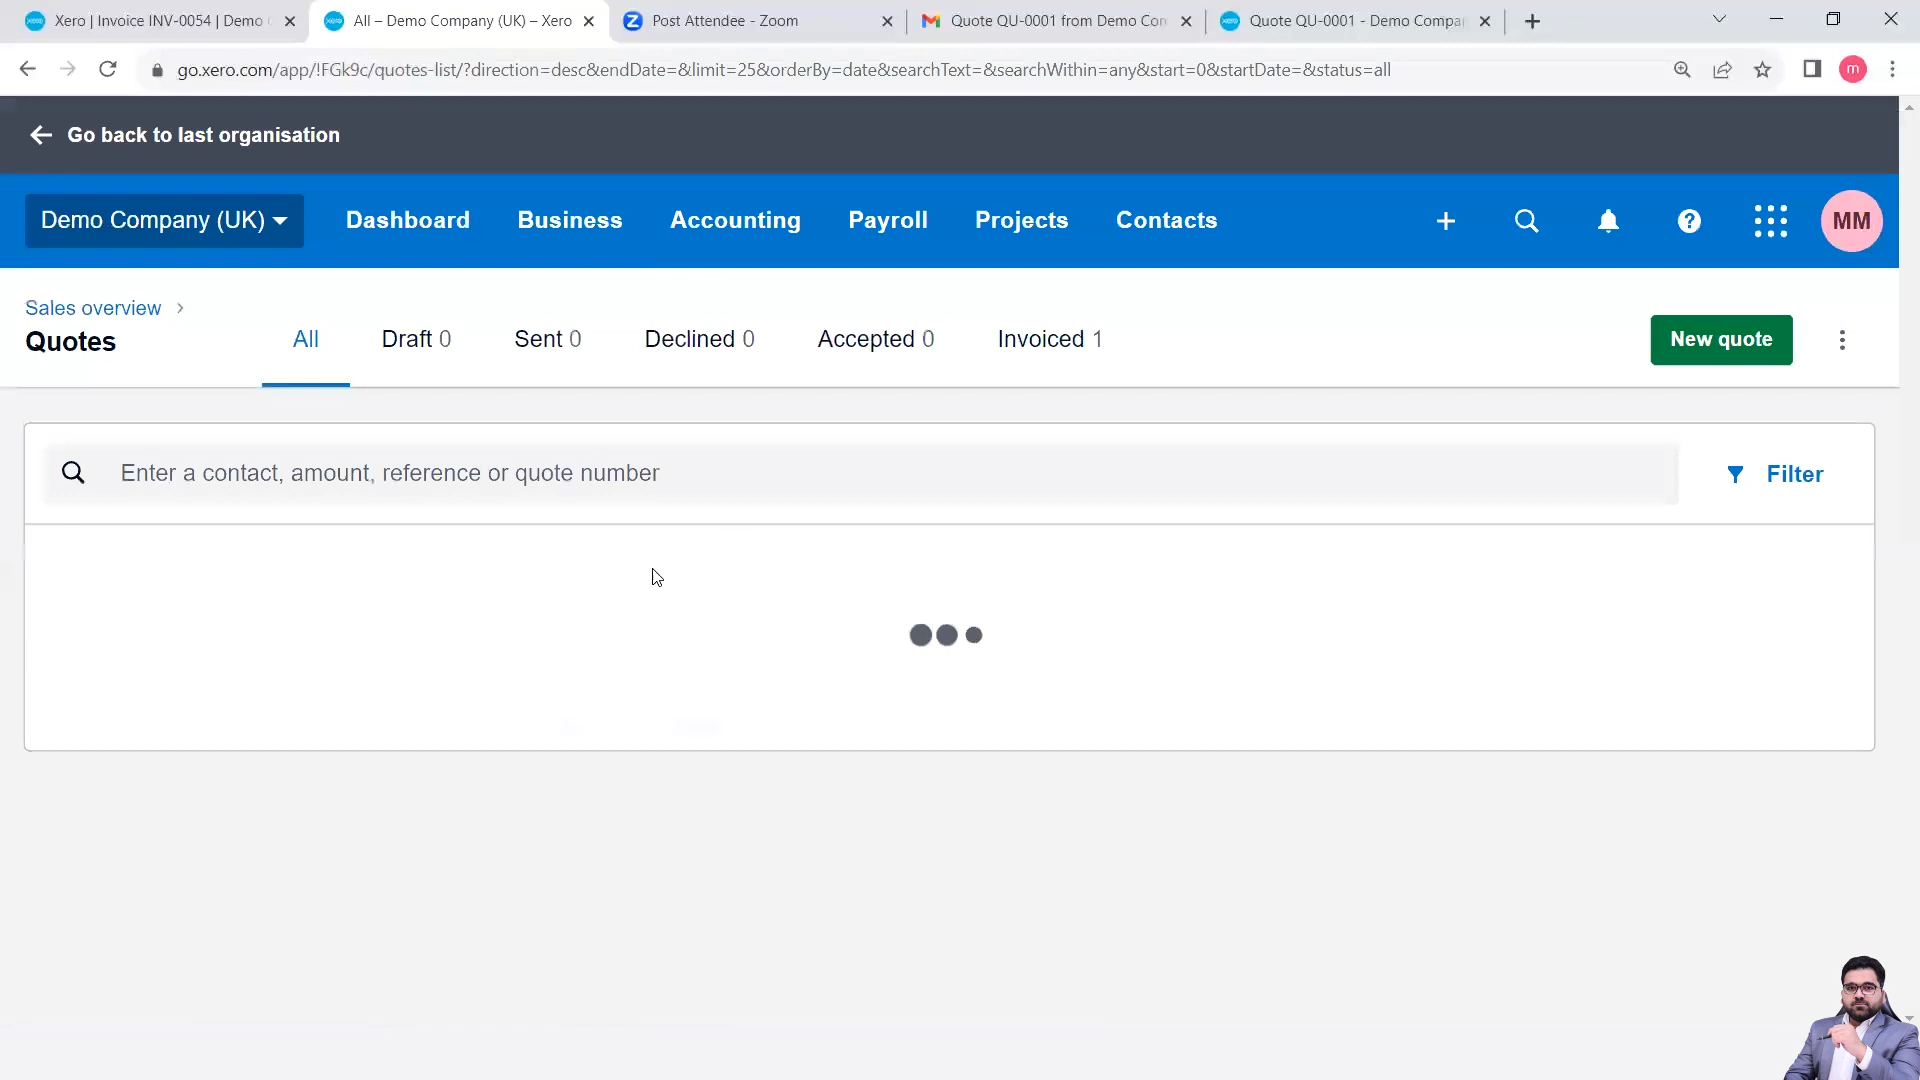 Xero | Invoice INV-0054 | Demo
All – Demo Company (UK) – Xero
Post Attendee - Zoom
Quote QU-0001 from Demo Con
Quote QU-0001 - Demo Compa
go.xero.com/app/!FGk9c/quotes-list/?direction=desc&endDate=&limit=25&orderBy=date&searchText=&searchWithin=any&start=0&startDate=&status=all
m
Go back to last organisation
Demo Company (UK)
Dashboard
Business
Accounting
Payroll
Projects
Contacts
MM
Sales overview
Quotes
All
Draft 0
Sent 0
Declined 0
Accepted 0
Invoiced 1
New quote
Enter a contact, amount, reference or quote number
Filter